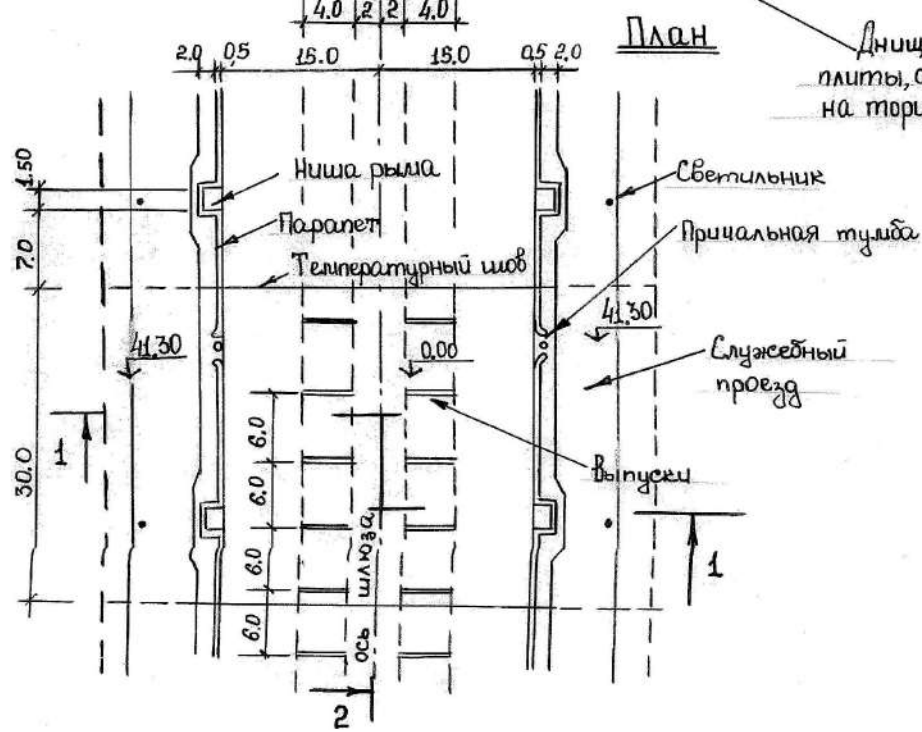 4.0 2 2 4.0
План
2.0 0,5 15.0 15.0 0,5 2.0
Днищ
плиты, с
на тор
1.50
Ниша рыма
Светильник
Парапет
Причальная тумба
7.0
Температурный шов
41.30
41.30
0.00
Служебный
проезд
6.0
1
Выпуски
30.0
6.0
1
6.0
6.0
ось шлюза
2